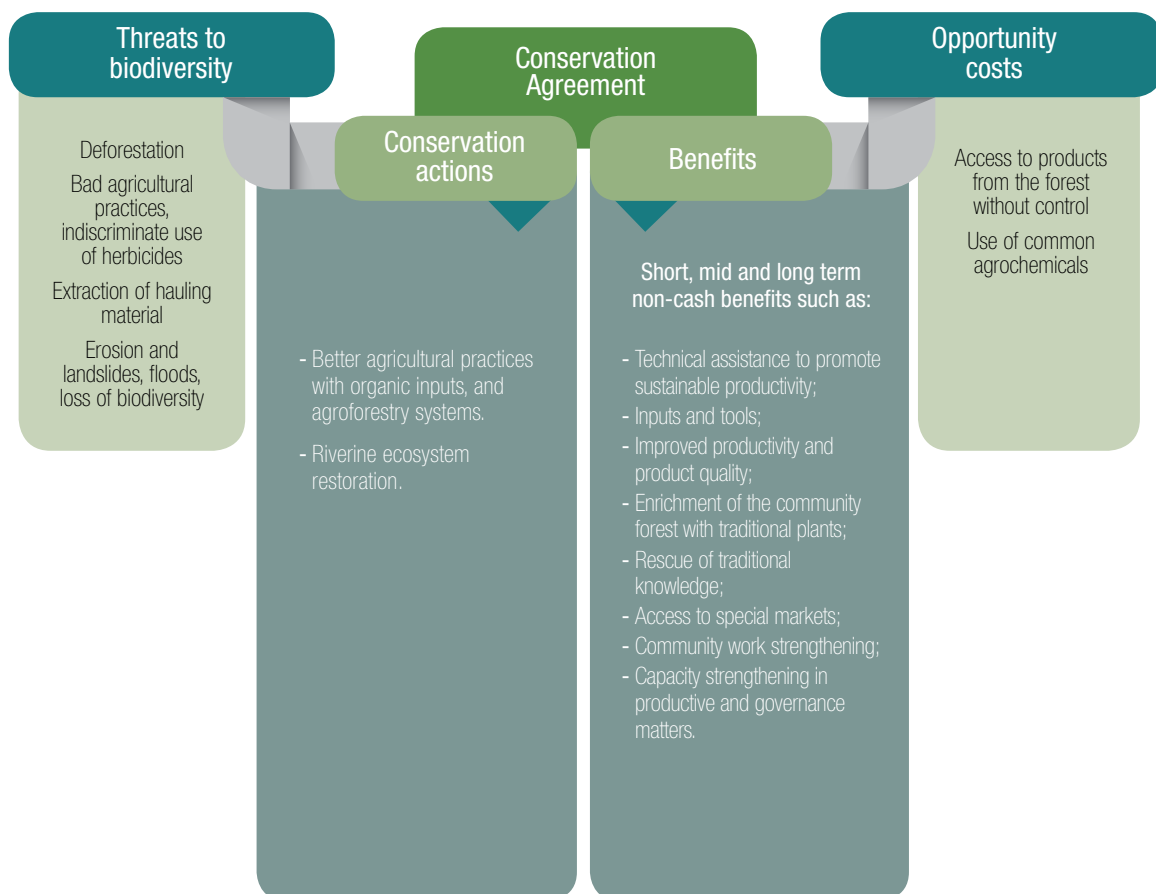 Threats to
biodiversity
Deforestation
Bad agricultural
practices,
indiscriminate use
of herbicides
Extraction of hauling
material
Erosion and
landslides, floods,
loss of biodiversity
Conservation
Agreement
Conservation
actions
- Better agricultural practices
with organic inputs, and
agroforestry systems.
- Riverine ecosystem
restoration.
Benefits
Short, mid and long term
non-cash benefits such as:
- Technical assistance to promote
sustainable productivity;
- Inputs and tools;
- Improved productivity and
product quality;
- Enrichment of the community
forest with traditional plants;
- Rescue of traditional
knowledge;
- Access to special markets;
- Community work strengthening;
- Capacity strengthening in
productive and governance
matters.
Opportunity
costs
Access to products
from the forest
without control
Use of common
agrochemicals